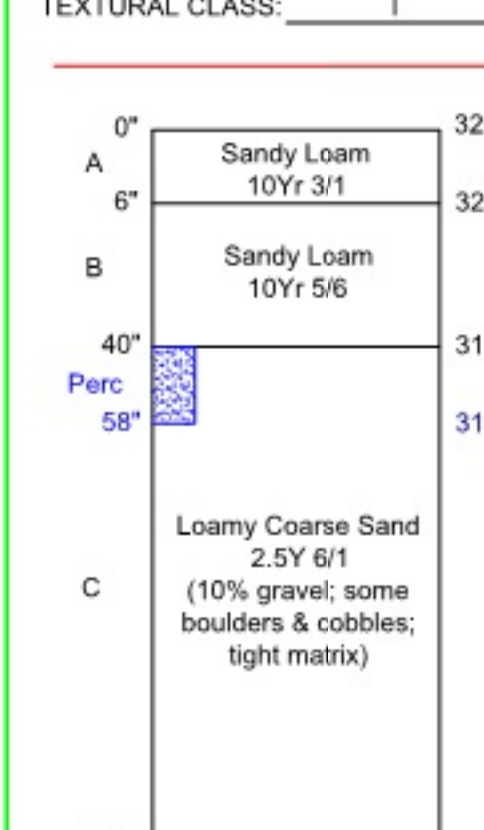 TEXTURAL CLASS: I
0" 32
A Sandy Loam
10Yr 3/1
6" 32
B Sandy Loam
10Yr 5/6
40" 31
Perc
58" 31
Loamy Coarse Sand
2.5Y 6/1
C (10% gravel; some
boulders & cobbles;
tight matrix)